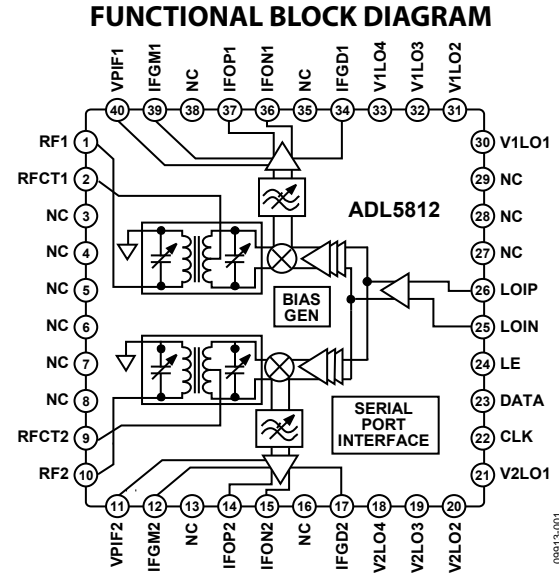 FUNCTIONAL BLOCK DIAGRAM
VPIF1
IFGM1
NC
IFOP1
IFON1
NC
IFGD1
V1LO4
V1LO3
V1LO2
40
39
38
37
36
35
34
33
32
31
RF1 1
30 V1LO1
RFCT1 2
29 NC
NC 3
28 NC
ADL5812
NC 4
27 NC
NC 5
26 LOIP
BIAS
GEN
NC 6
25 LOIN
NC 7
24 LE
NC 8
23 DATA
SERIAL
PORT
INTERFACE
RFCT2 9
22 CLK
RF2 10
21 V2LO1
11
12
13
14
15
16
17
18
19
20
VPIF2
IFGM2
NC
IFOP2
IFON2
NC
IFGD2
V2LO4
V2LO3
V2LO2
09913-001